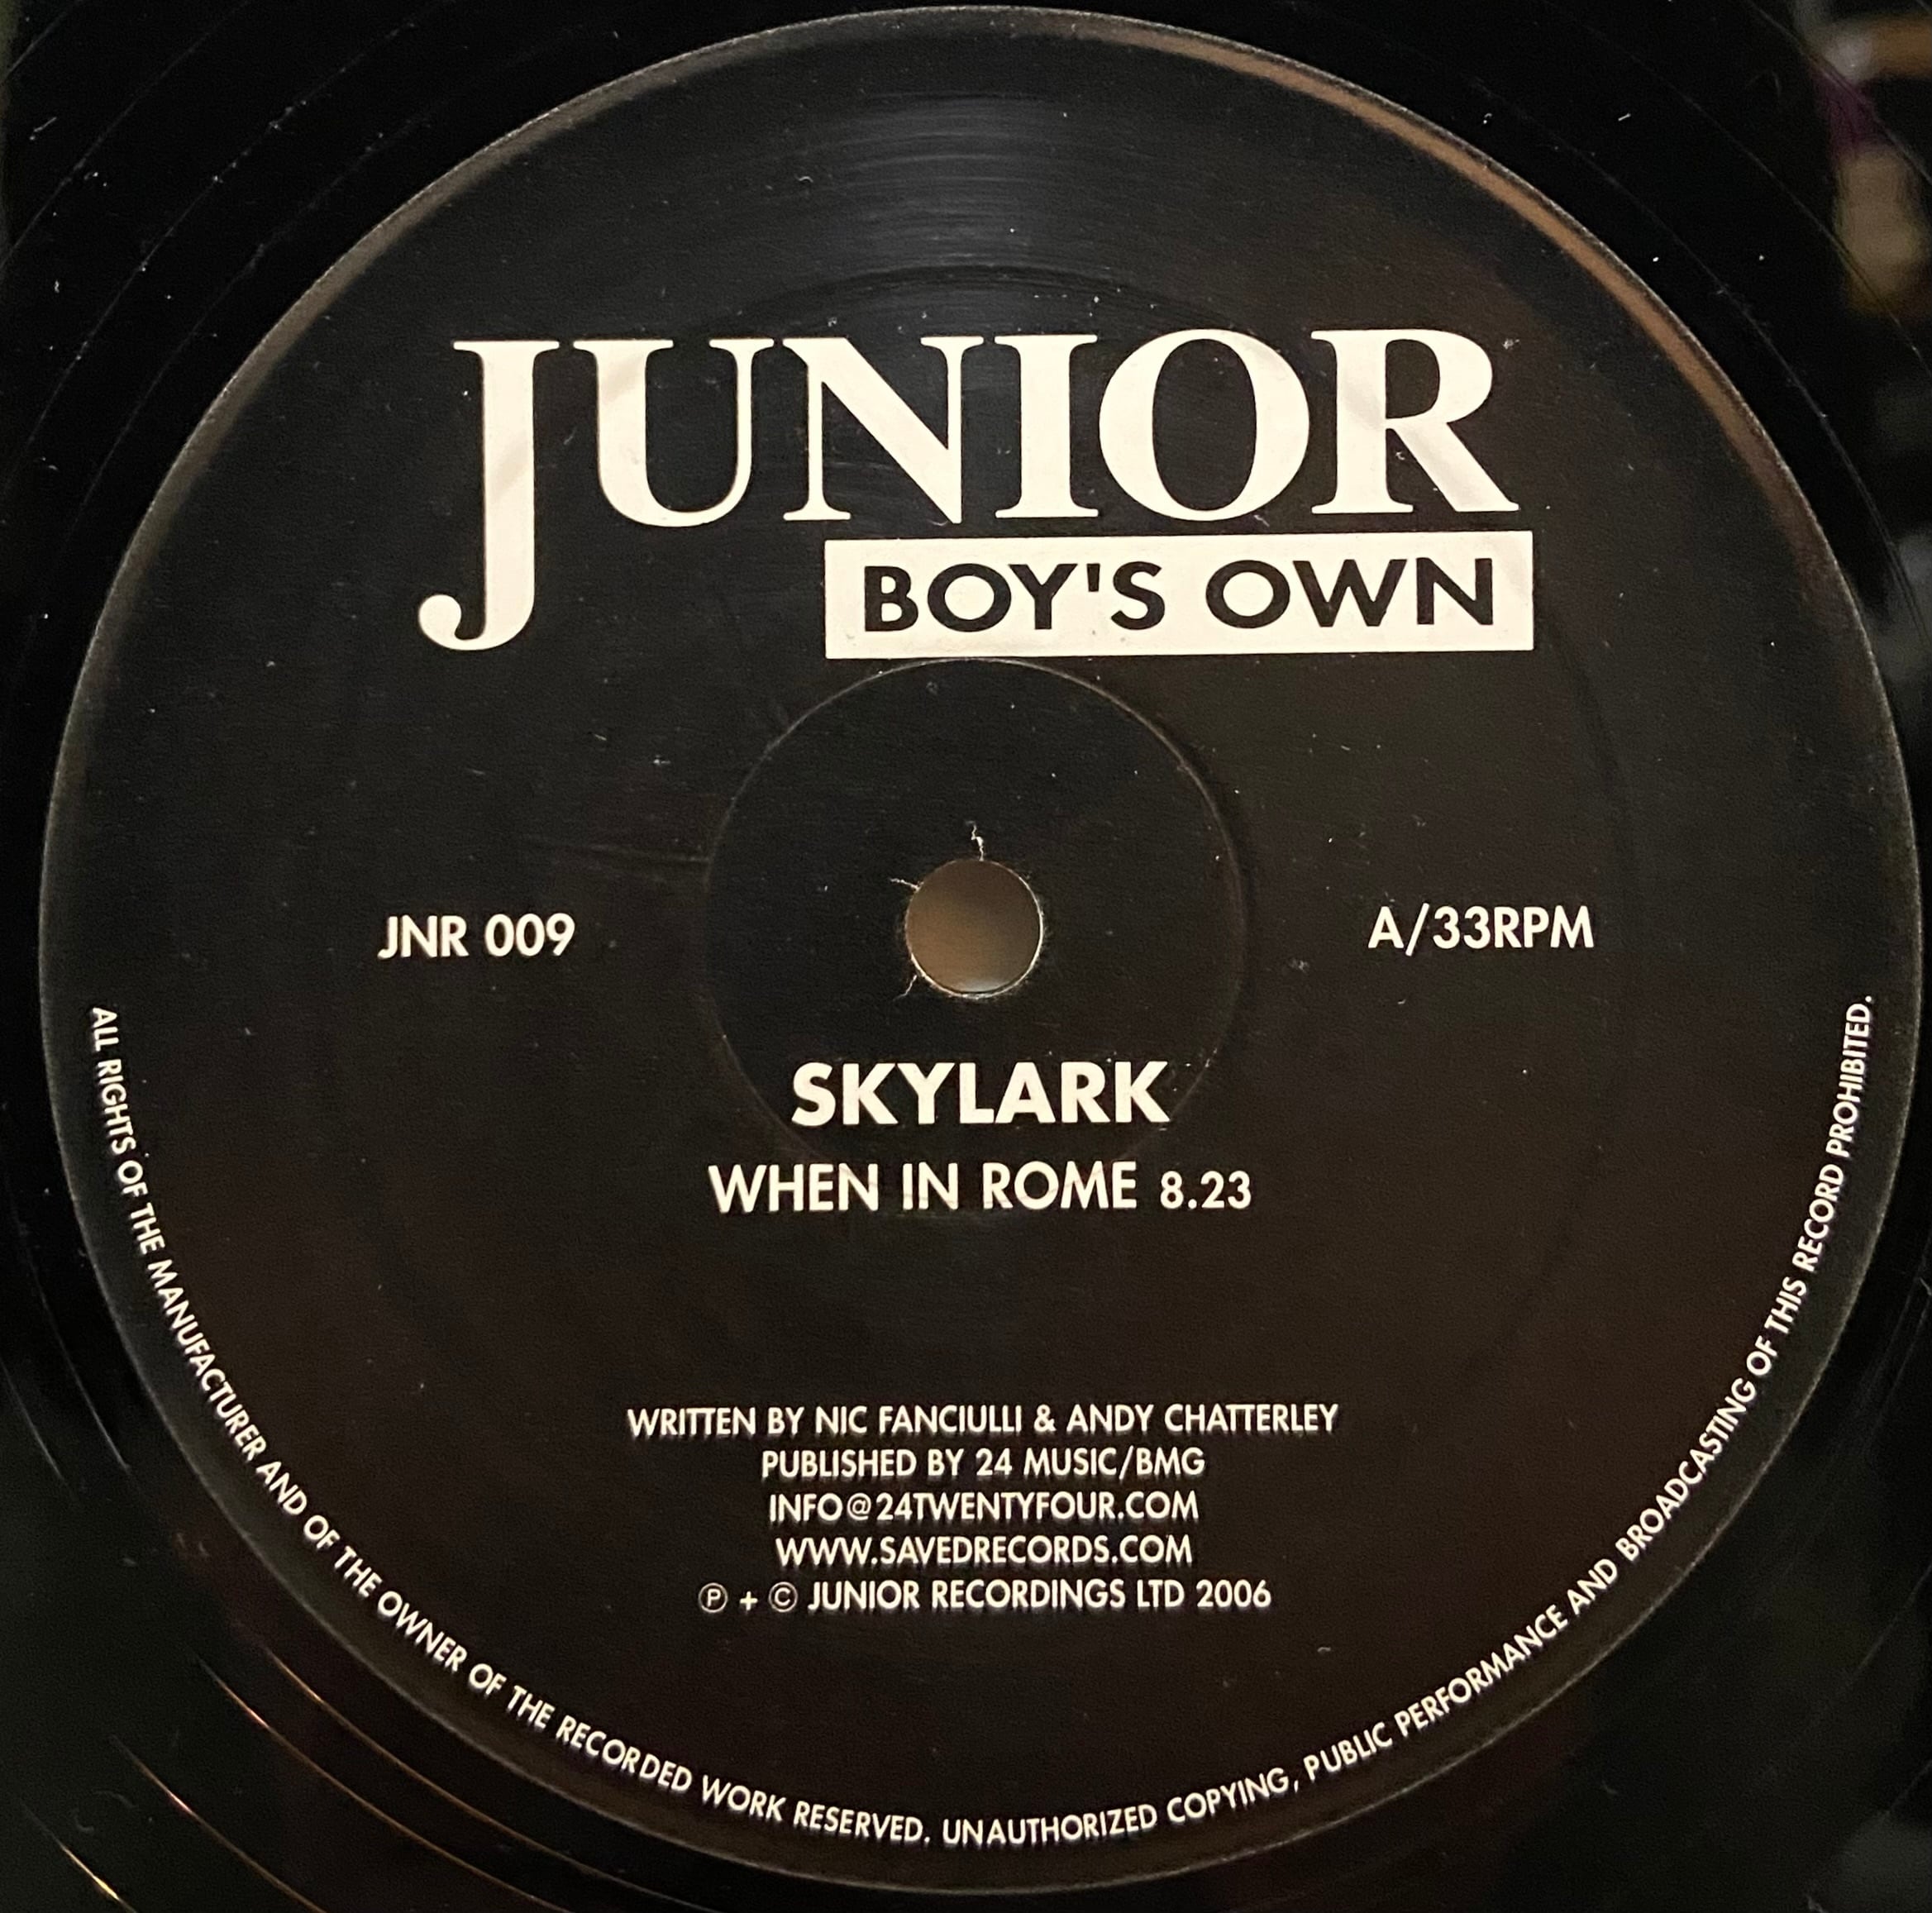 JUNIOR
BOY'S OWN
JNR 009
A/33RPM
SKYLARK
WHEN IN ROME 8.23
WRITTEN BY NIC FANCIULLI & ANDY CHATTERLEY
PUBLISHED BY 24 MUSIC/BMG
INFO@24TWENTYFOUR.COM
WWW.SAVEDRECORDS.COM
℗ + © JUNIOR RECORDINGS LTD 2006
ALL RIGHTS OF THE MANUFACTURER AND OF THE OWNER OF THE RECORDED WORK RESERVED. UNAUTHORIZED COPYING, PUBLIC PERFORMANCE AND BROADCASTING OF THIS RECORD PROHIBITED.